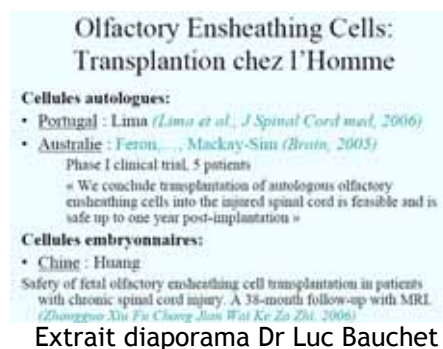 Olfactory Ensheathing Cells:
Transplantion chez l'Homme
Cellules autologues:
• Portugal : Lima (Lima et al., J Spinal Cord med, 2006)
• Australie : Feron,…, Mackay-Sim (Brain, 2005)
Phase I clinical trial, 5 patients
« We conclude transplantation of autologous olfactory
ensheathing cells into the injured spinal cord is feasible and is
safe up to one year post-implantation »
Cellules embryonnaires:
• Chine : Huang
Safety of fetal olfactory ensheathing cell transplantation in patients
with chronic spinal cord injury. A 38-month follow-up with MRI.
(Zhongguo Xiu Fu Chong Jian Wai Ke Za Zhi. 2006)
Extrait diaporama Dr Luc Bauchet